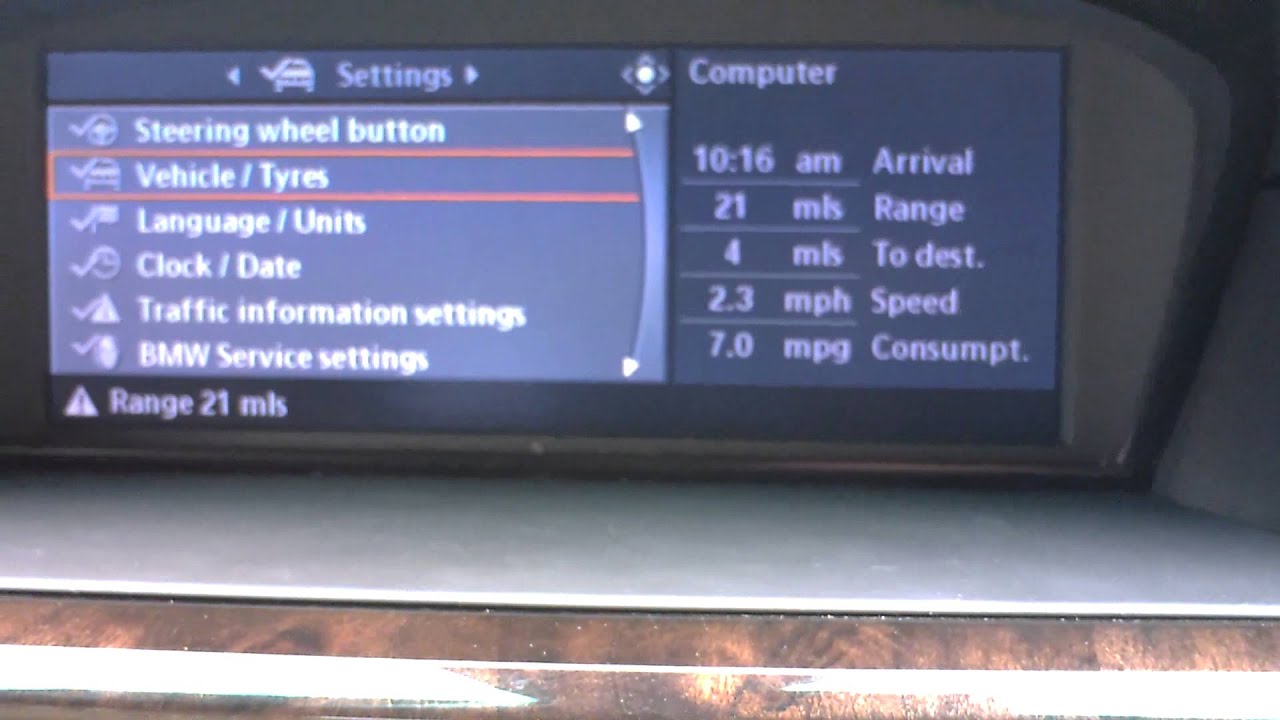 Settings
Steering wheel button
Vehicle / Tyres
Language / Units
Clock / Date
Traffic information settings
BMW Service settings
Range 21 mls
Computer
10:16 am Arrival
21 mls Range
4 mls To dest.
2.3 mph Speed
7.0 mpg Consumpt.